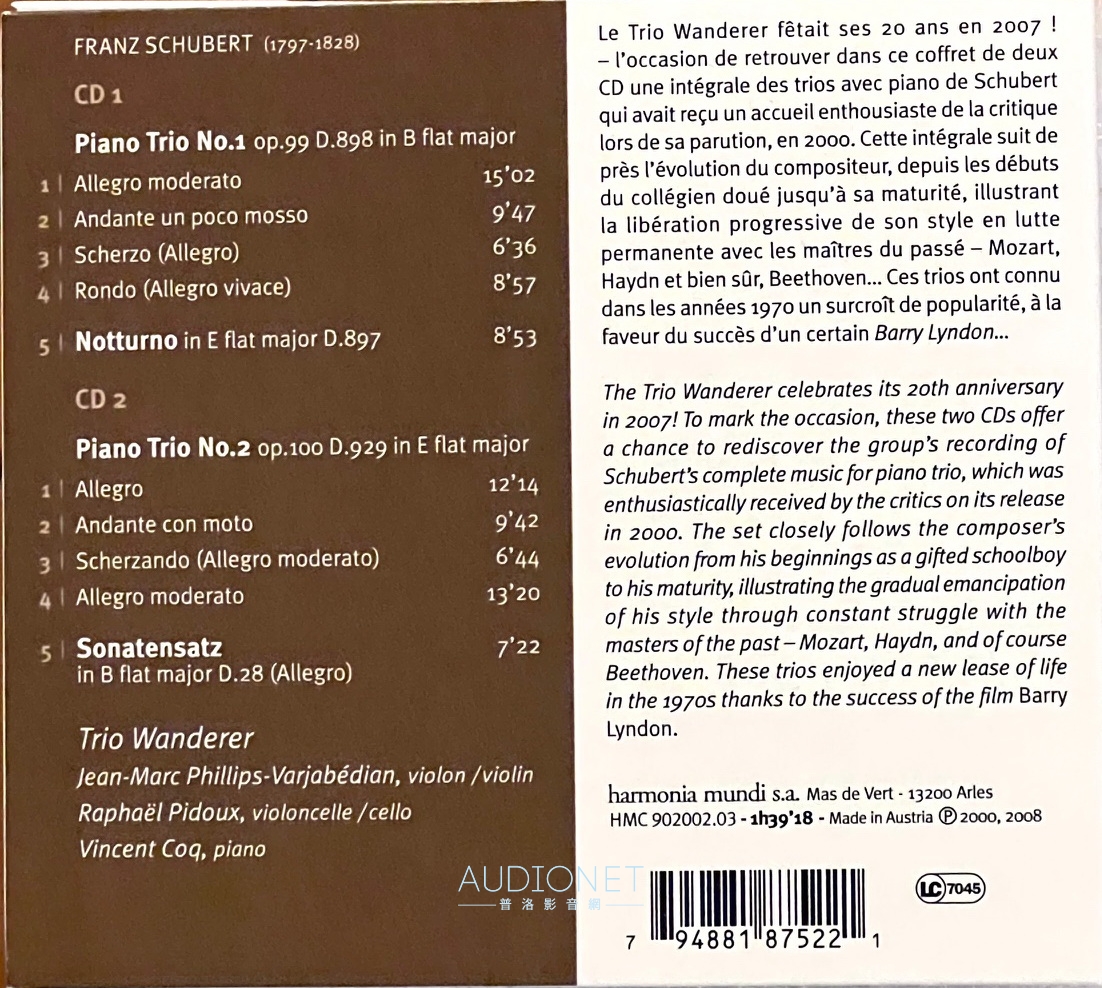 FRANZ SCHUBERT (1797-1828)
CD 1
Piano Trio No.1 op.99 D.898 in B flat major
1 | Allegro moderato 15'02
2 | Andante un poco mosso 9'47
3 | Scherzo (Allegro) 6'36
4 | Rondo (Allegro vivace) 8'57
5 | Notturno in E flat major D.897 8'53
CD 2
Piano Trio No.2 op.100 D.929 in E flat major
1 | Allegro 12'14
2 | Andante con moto 9'42
3 | Scherzando (Allegro moderato) 6'44
4 | Allegro moderato 13'20
5 | Sonatensatz 7'22
in B flat major D.28 (Allegro)
Trio Wanderer
Jean-Marc Phillips-Varjabédian, violon / violin
Raphaël Pidoux, violoncelle / cello
Vincent Coq, piano
Le Trio Wanderer fêtait ses 20 ans en 2007 !
– l'occasion de retrouver dans ce coffret de deux
CD une intégrale des trios avec piano de Schubert
qui avait reçu un accueil enthousiaste de la critique
lors de sa parution, en 2000. Cette intégrale suit de
près l'évolution du compositeur, depuis les débuts
du collégien doué jusqu'à sa maturité, illustrant
la libération progressive de son style en lutte
permanente avec les maîtres du passé – Mozart,
Haydn et bien sûr, Beethoven... Ces trios ont connu
dans les années 1970 un surcroît de popularité, à la
faveur du succès d'un certain Barry Lyndon...
The Trio Wanderer celebrates its 20th anniversary
in 2007! To mark the occasion, these two CDs offer
a chance to rediscover the group's recording of
Schubert's complete music for piano trio, which was
enthusiastically received by the critics on its release
in 2000. The set closely follows the composer's
evolution from his beginnings as a gifted schoolboy
to his maturity, illustrating the gradual emancipation
of his style through constant struggle with the
masters of the past – Mozart, Haydn, and of course
Beethoven. These trios enjoyed a new lease of life
in the 1970s thanks to the success of the film Barry
Lyndon.
harmonia mundi s.a. Mas de Vert - 13200 Arles
HMC 902002.03 - 1h39'18 - Made in Austria ℗ 2000, 2008
LC 7045
7 94881 87522 1
AUDIONET
普洛影音網